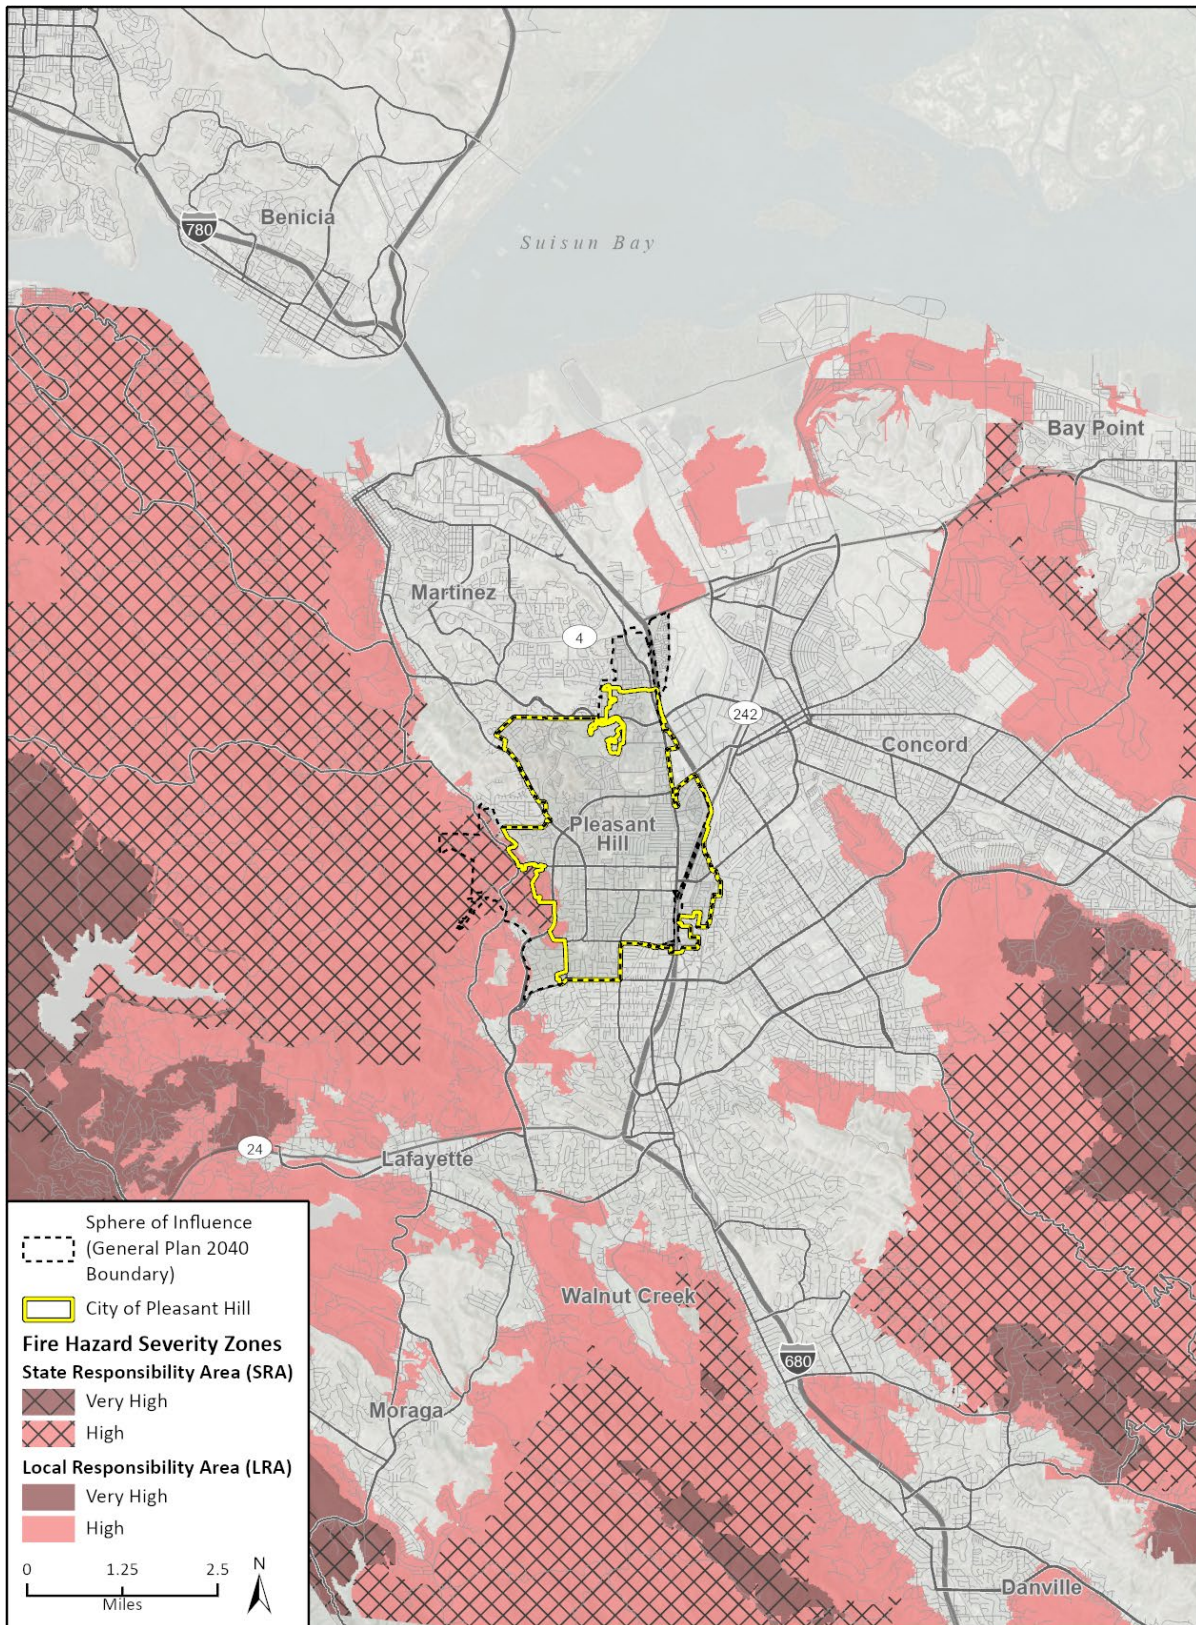 Benicia
780
Suisun Bay
Bay Point
Martinez
4
242
Concord
Pleasant
Hill
24
Lafayette
Walnut Creek
680
Moraga
Danville
Sphere of Influence
(General Plan 2040
Boundary)
City of Pleasant Hill
Fire Hazard Severity Zones
State Responsibility Area (SRA)
Very High
High
Local Responsibility Area (LRA)
Very High
High
0 1.25 2.5
Miles
N